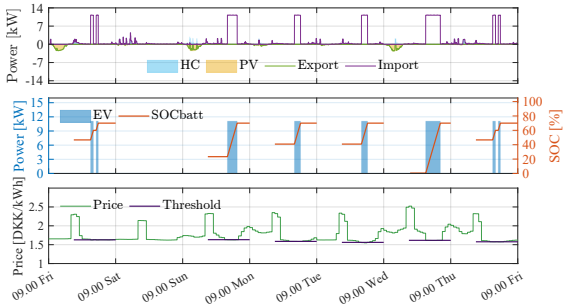 Power [kW]
14
7
0
-7
-14
HC PV Export Import
Power [kW]
15
12
9
6
3
0
EV SOCbatt
100
80
60
40
20
0
SOC [%]
Price [DKK/kWh]
2.5
2
1.5
1
Price Threshold
09.00 Fri 09.00 Sat 09.00 Sun 09.00 Mon 09.00 Tue 09.00 Wed 09.00 Thu 09.00 Fri